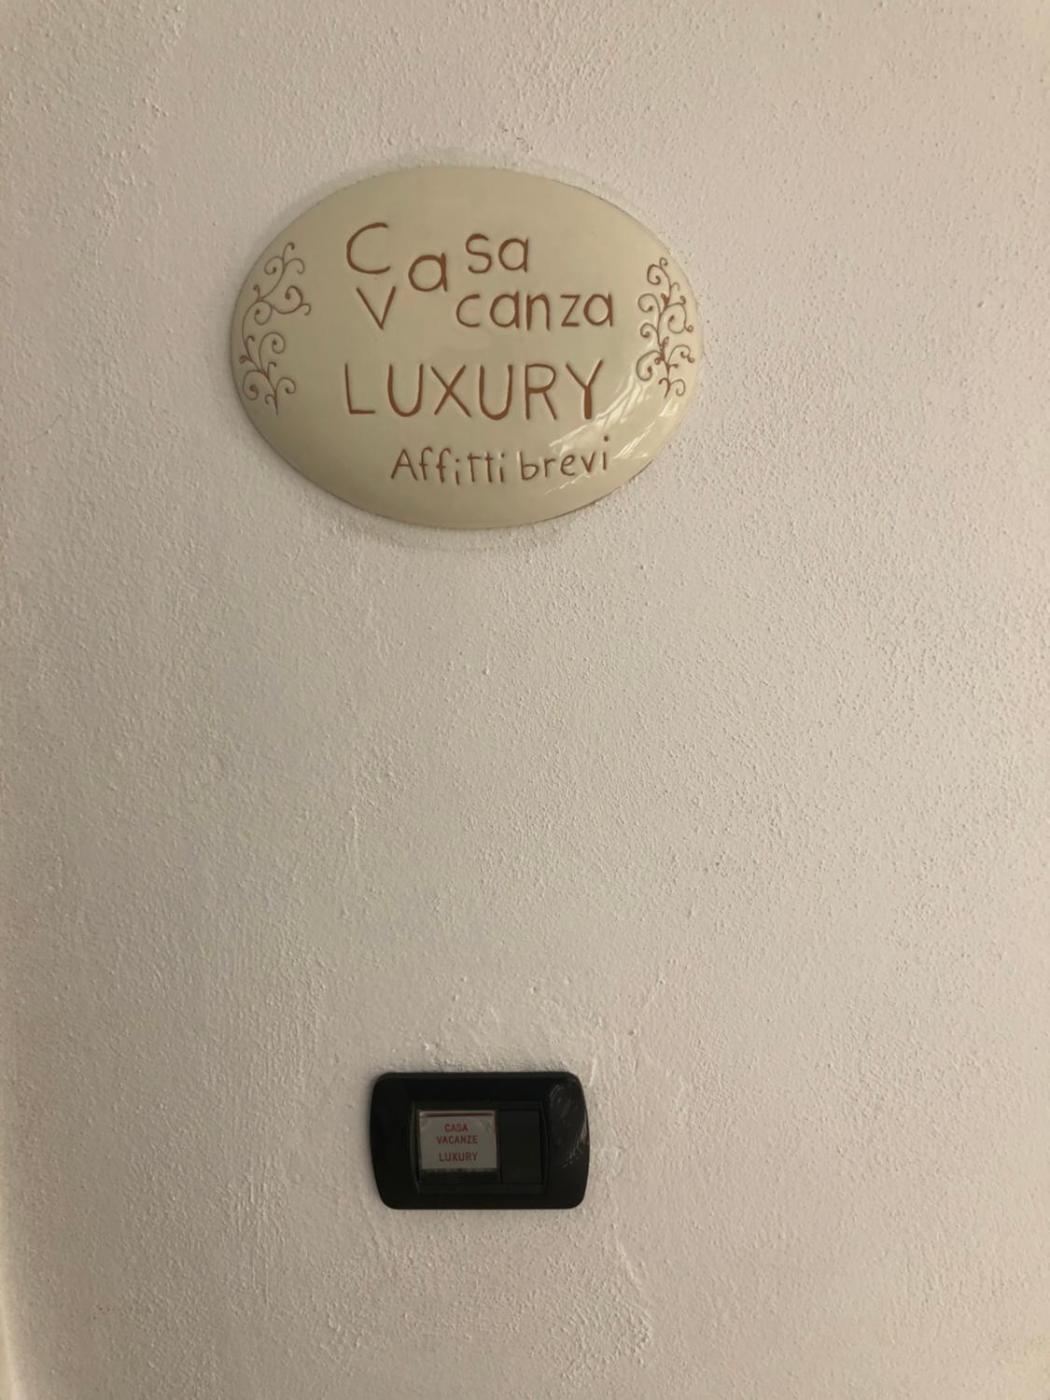 Casa
Vacanza
LUXURY
Affitti brevi
CASA
VACANZE
LUXURY